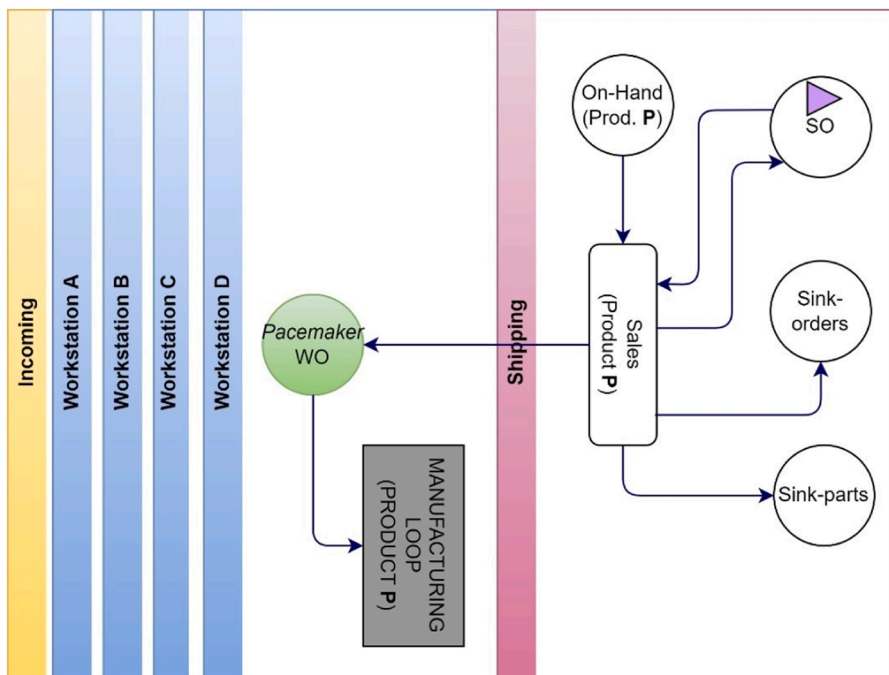 Incoming
Workstation A
Workstation B
Workstation C
Workstation D
Pacemaker
WO
MANUFACTURING
LOOP
(PRODUCT P)
Shipping
On-Hand
(Prod. P)
SO
Sales
(Product P)
Sink-
orders
Sink-parts